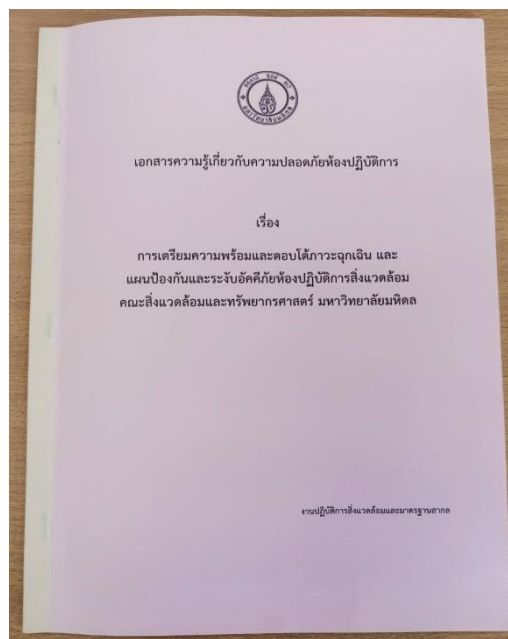 เอกสารความรู้เกี่ยวกับความปลอดภัยห้องปฏิบัติการ
เรื่อง
การเตรียมความพร้อมและตอบโต้ภาวะฉุกเฉิน และ
แผนป้องกันและระงับอัคคีภัยห้องปฏิบัติการสิ่งแวดล้อม
คณะสิ่งแวดล้อมและทรัพยากรศาสตร์ มหาวิทยาลัยมหิดล
งานปฏิบัติการสิ่งแวดล้อมและมาตรฐานสากล